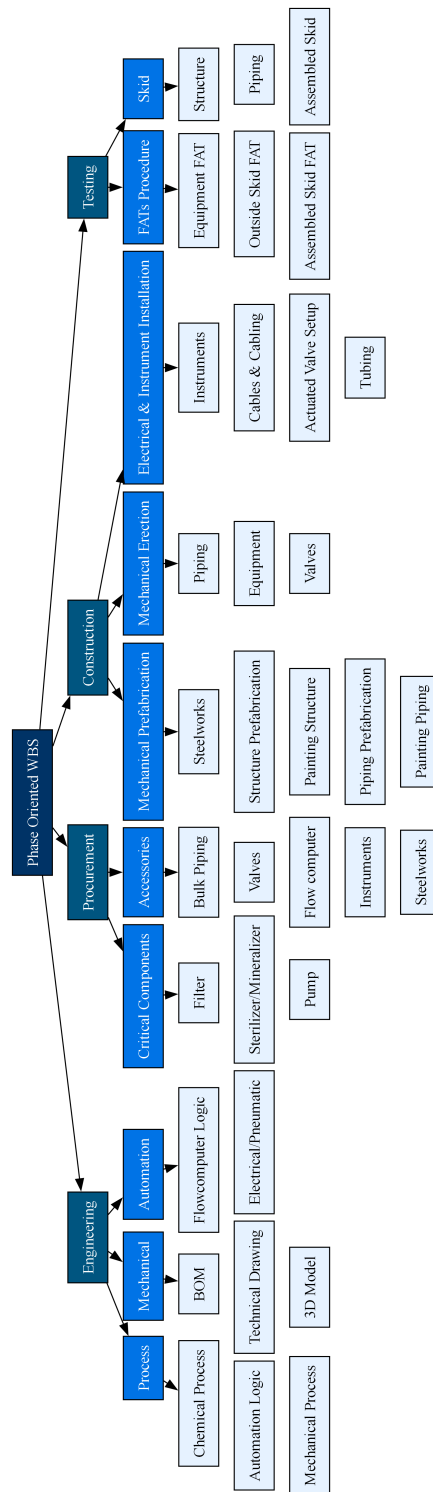 Phase Oriented WBS
Engineering
Procurement
Construction
Testing
Process
Mechanical
Automation
Critical Components
Accessories
Mechanical Prefabrication
Mechanical Erection
Electrical & Instrument Installation
FATs Procedure
Skid
Chemical Process
BOM
Flowcomputer Logic
Filter
Bulk Piping
Steelworks
Piping
Instruments
Equipment FAT
Structure
Automation Logic
Technical Drawing
Electrical/Pneumatic
Sterilizer/Mineralizer
Valves
Structure Prefabrication
Equipment
Cables & Cabling
Outside Skid FAT
Piping
Mechanical Process
3D Model
Pump
Flow computer
Painting Structure
Valves
Actuated Valve Setup
Assembled Skid FAT
Assembled Skid
Instruments
Piping Prefabrication
Tubing
Steelworks
Painting Piping